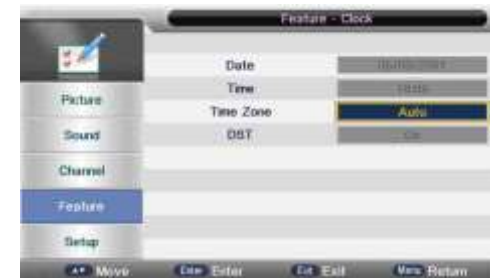 Feature - Clock
Date
Time
Time Zone Auto
DST
Picture
Sound
Channel
Feature
Setup
Move Enter Enter Exit Exit Menu Return